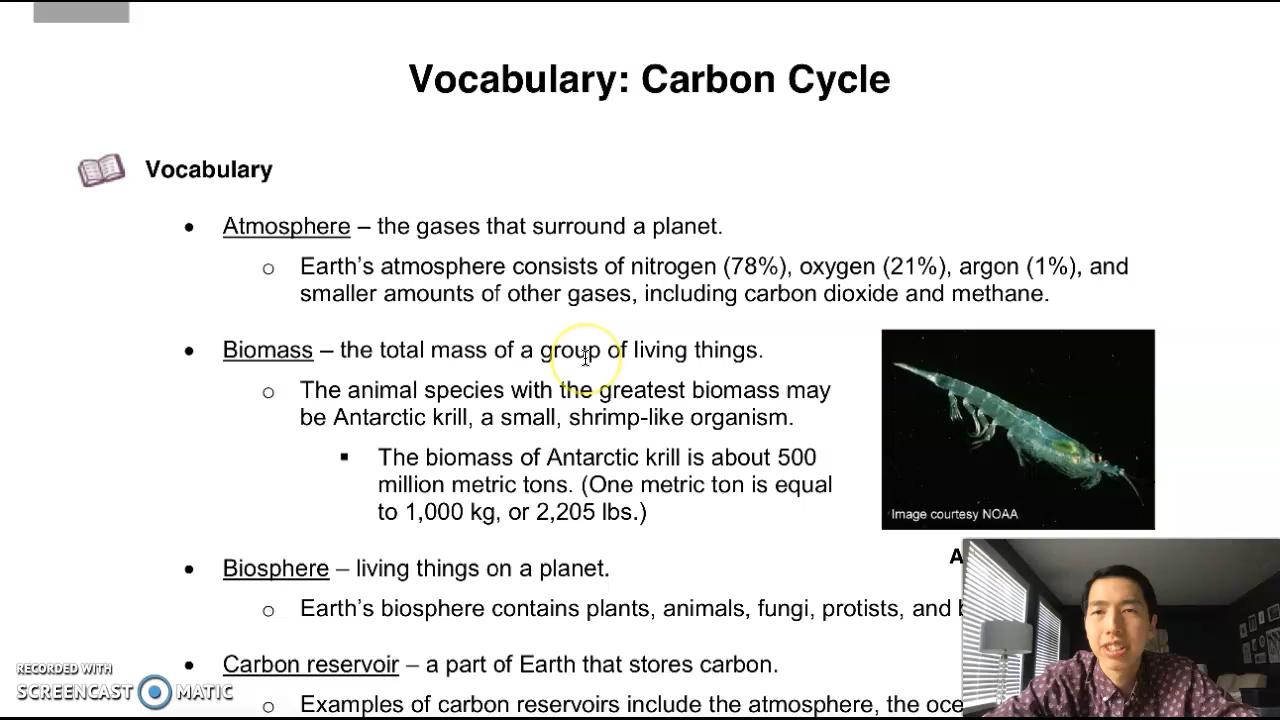 Vocabulary: Carbon Cycle
Vocabulary
• Atmosphere – the gases that surround a planet.
o Earth's atmosphere consists of nitrogen (78%), oxygen (21%), argon (1%), and
smaller amounts of other gases, including carbon dioxide and methane.
• Biomass – the total mass of a group of living things.
o The animal species with the greatest biomass may
be Antarctic krill, a small, shrimp-like organism.
▪ The biomass of Antarctic krill is about 500
million metric tons. (One metric ton is equal
to 1,000 kg, or 2,205 lbs.)
Image courtesy NOAA
• Biosphere – living things on a planet.
o Earth's biosphere contains plants, animals, fungi, protists, and
• Carbon reservoir – a part of Earth that stores carbon.
o Examples of carbon reservoirs include the atmosphere, the
RECORDED WITH
SCREENCAST MATIC